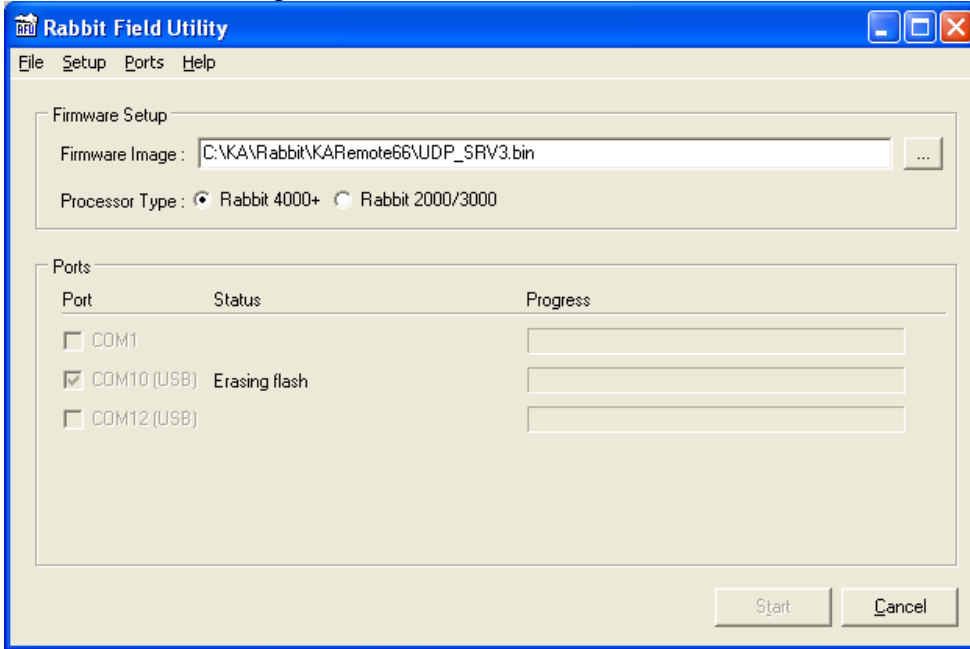 RFU Rabbit Field Utility
File Setup Ports Help
Firmware Setup
Firmware Image : C:\KA\Rabbit\KARemote66\UDP_SRV3.bin ...
Processor Type : Rabbit 4000+ Rabbit 2000/3000
Ports
Port Status Progress
COM1
COM10 (USB) Erasing flash
COM12 (USB)
Start Cancel